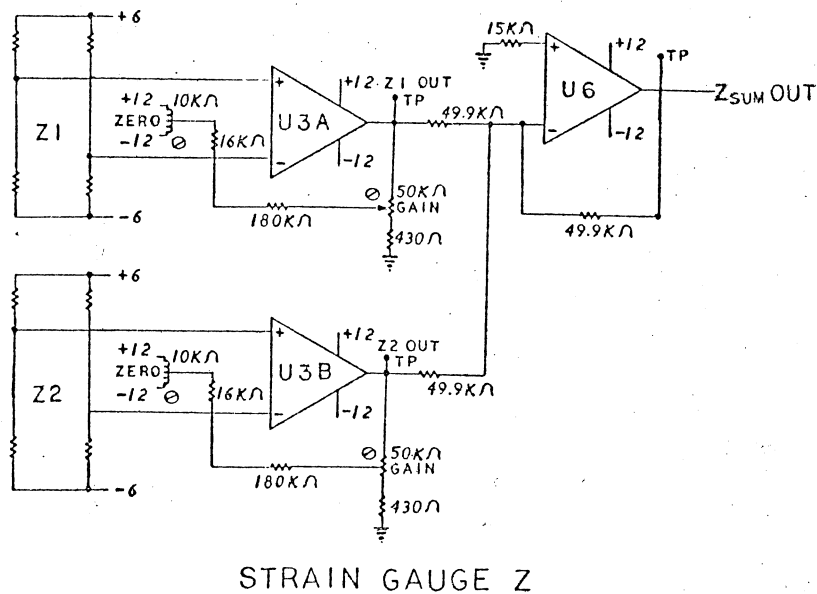 +6
Z1
+12
ZERO
-12
10KΩ
16KΩ
180KΩ
-6
+
-
U3A
+12
-12
Z1 OUT
TP
50KΩ
GAIN
430Ω
49.9KΩ
15KΩ
+
-
U6
+12
-12
TP
ZSUM OUT
49.9KΩ
+6
Z2
+12
ZERO
-12
10KΩ
16KΩ
180KΩ
-6
+
-
U3B
+12
-12
Z2 OUT
TP
49.9KΩ
50KΩ
GAIN
430Ω
STRAIN GAUGE Z